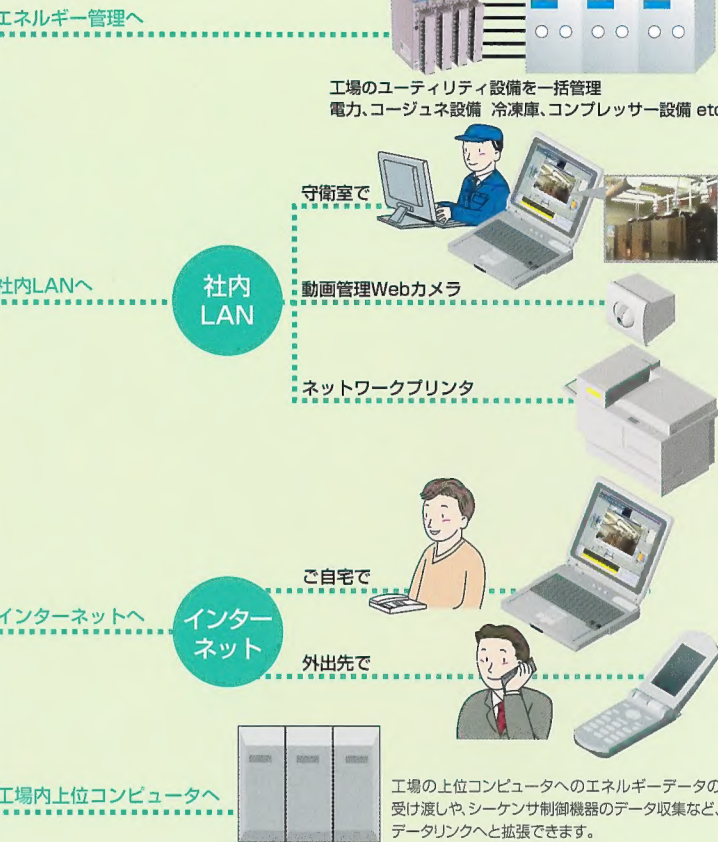 エネルギー管理へ
工場のユーティリティ設備を一括管理
電力、コージュネ設備 冷凍庫、コンプレッサー設備 etc
守衛室で
社内LANへ
社内
LAN
動画管理Webカメラ
ネットワークプリンタ
ご自宅で
インターネットへ
インター
ネット
外出先で
工場内上位コンピュータへ
工場の上位コンピュータへのエネルギーデータの
受け渡しや、シーケンサ制御機器のデータ収集など、
データリンクへと拡張できます。